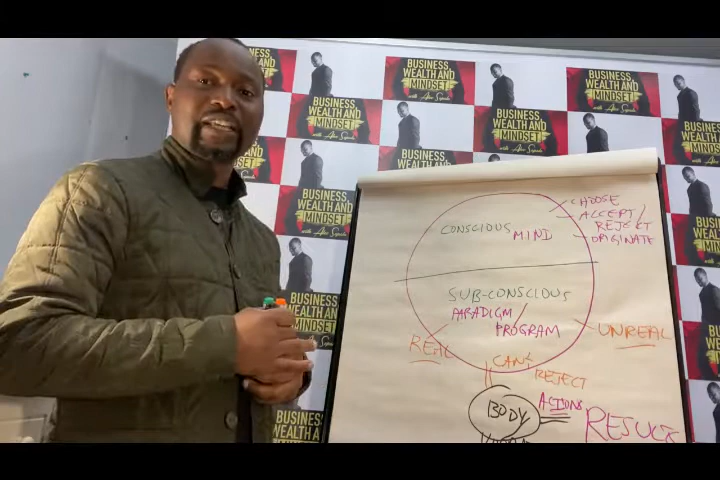 BUSINESS
WEALTH AND
MINDSET
CHOOSE
ACCEPT/
REJECT
ORIGINATE
CONSCIOUS MIND
SUB-CONSCIOUS
PARADIGM/
PROGRAM
REAL
UNREAL
CAN'T
REJECT
BODY
ACTIONS
RESULTS